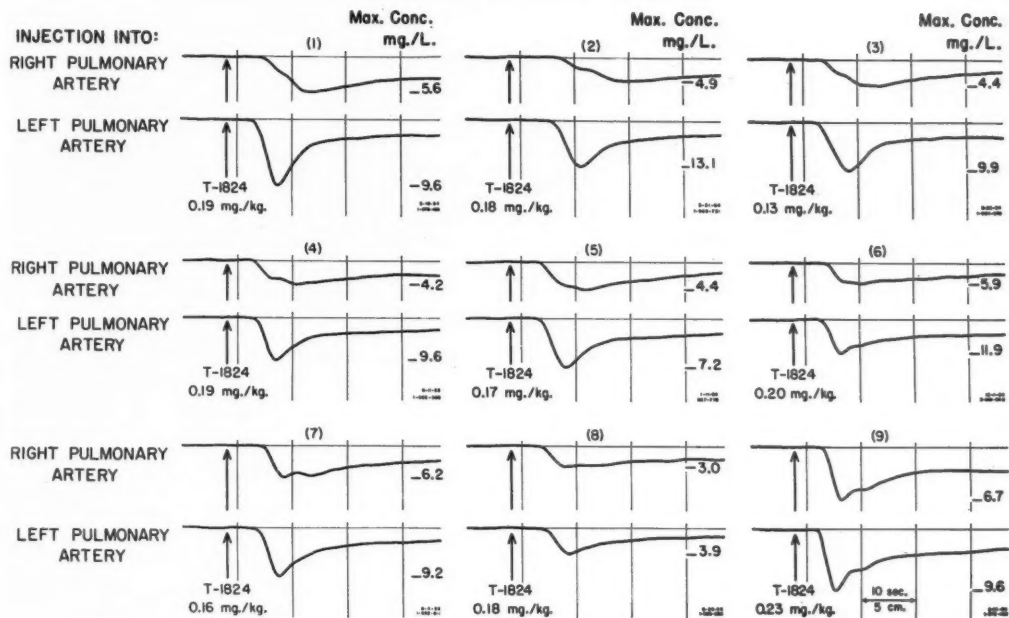 INJECTION INTO:
Max. Conc.
mg./L.
Max. Conc.
mg./L.
Max. Conc.
mg./L.
(1)
(2)
(3)
RIGHT PULMONARY
ARTERY
–5.6
–4.9
–4.4
LEFT PULMONARY
ARTERY
–9.6
–13.1
–9.9
T-1824
0.19 mg./kg.
T-1824
0.18 mg./kg.
T-1824
0.13 mg./kg.
(4)
(5)
(6)
RIGHT PULMONARY
ARTERY
–4.2
–4.4
–5.9
LEFT PULMONARY
ARTERY
–9.6
–7.2
–11.9
T-1824
0.19 mg./kg.
T-1824
0.17 mg./kg.
T-1824
0.20 mg./kg.
(7)
(8)
(9)
RIGHT PULMONARY
ARTERY
–6.2
–3.0
–6.7
LEFT PULMONARY
ARTERY
–9.2
–3.9
–9.6
T-1824
0.16 mg./kg.
T-1824
0.18 mg./kg.
T-1824
0.23 mg./kg.
10 sec.
5 cm.